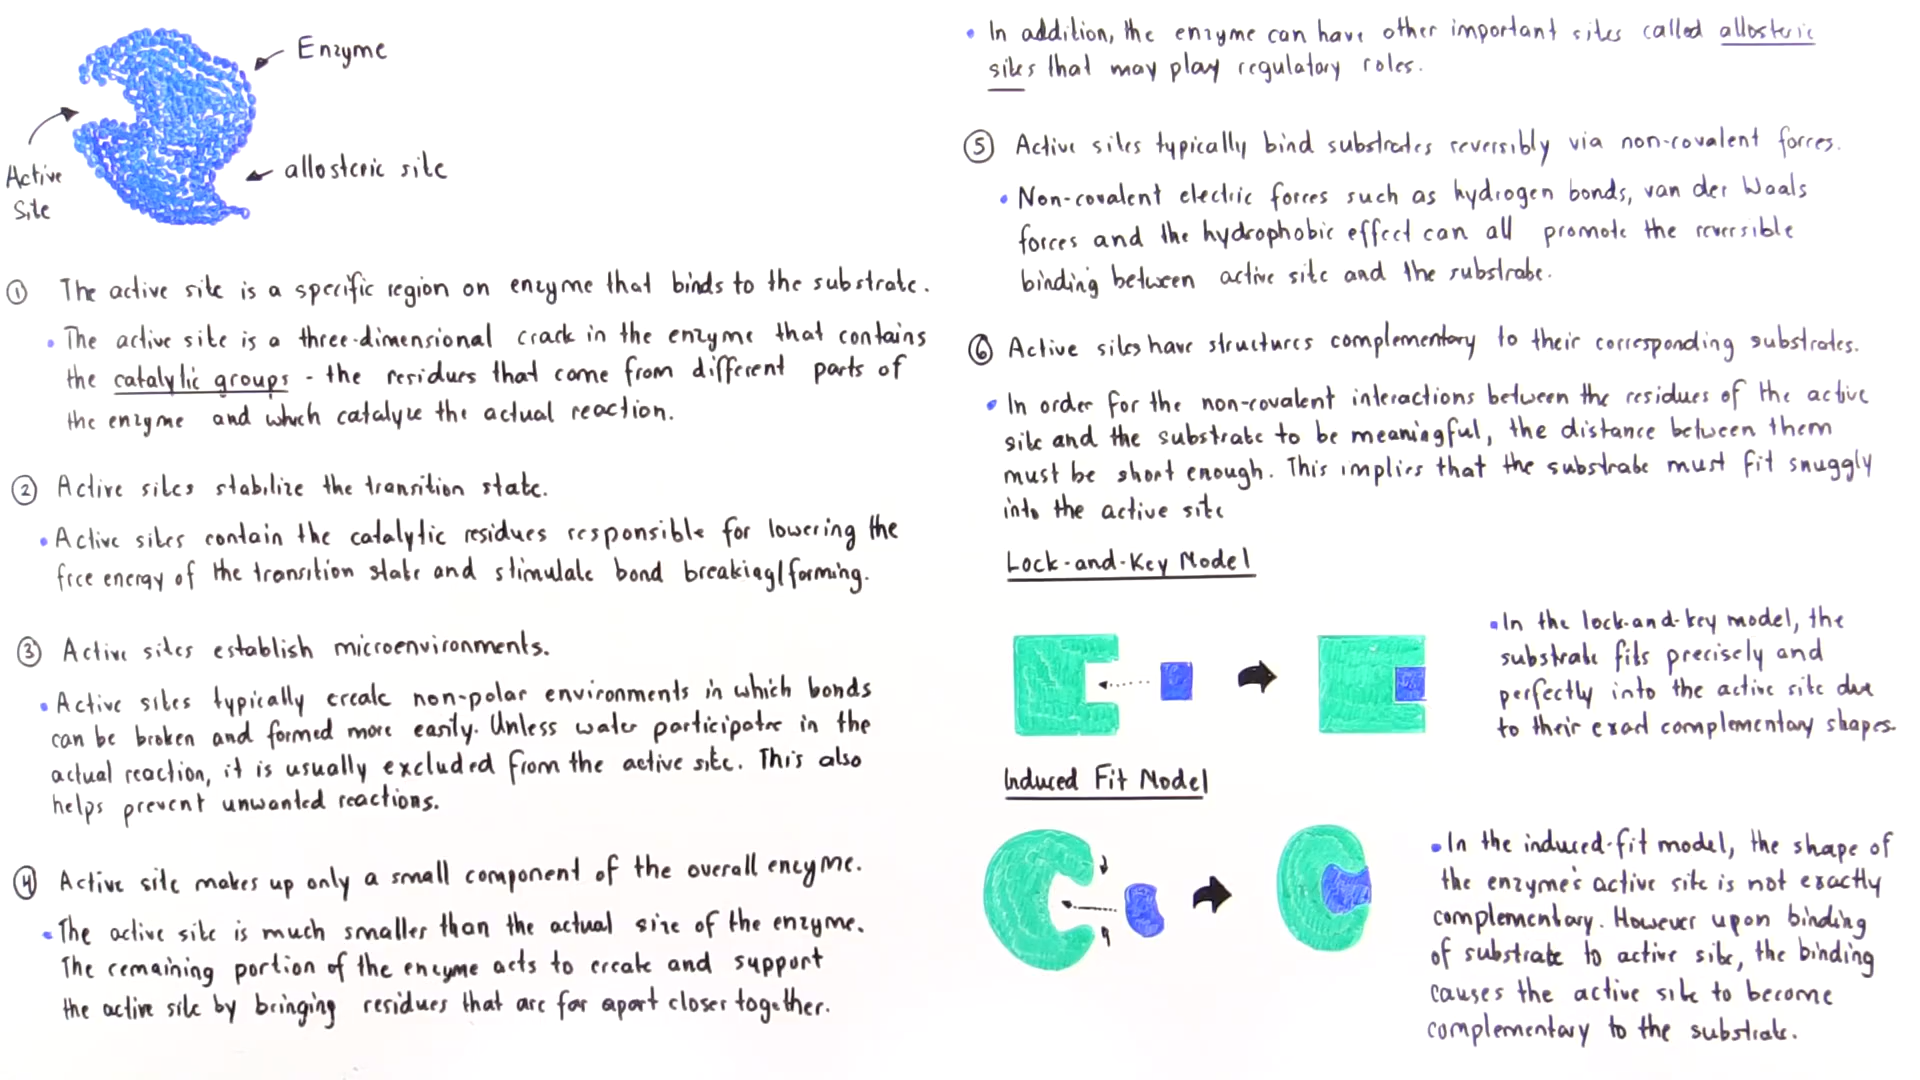 Enzyme
Active
Site
allosteric site
① The active site is a specific region on enzyme that binds to the substrate.
• The active site is a three-dimensional crack in the enzyme that contains
the catalytic groups - the residues that come from different parts of
the enzyme and which catalyze the actual reaction.
② Active sites stabilize the transition state.
• Active sites contain the catalytic residues responsible for lowering the
free energy of the transition state and stimulate bond breaking/forming.
③ Active sites establish microenvironments.
• Active sites typically create non-polar environments in which bonds
can be broken and formed more easily. Unless water participates in the
actual reaction, it is usually excluded from the active site. This also
helps prevent unwanted reactions.
④ Active site makes up only a small component of the overall enzyme.
• The active site is much smaller than the actual size of the enzyme.
The remaining portion of the enzyme acts to create and support
the active site by bringing residues that are far apart closer together.
• In addition, the enzyme can have other important sites called allosteric
sites that may play regulatory roles.
⑤ Active sites typically bind substrates reversibly via non-covalent forces.
• Non-covalent electric forces such as hydrogen bonds, van der Waals
forces and the hydrophobic effect can all promote the reversible
binding between active site and the substrate.
⑥ Active sites have structures complementary to their corresponding substrates.
• In order for the non-covalent interactions between the residues of the active
site and the substrate to be meaningful, the distance between them
must be short enough. This implies that the substrate must fit snuggly
into the active site
Lock-and-Key Model
• In the lock-and-key model, the
substrate fits precisely and
perfectly into the active site due
to their exact complementary shapes.
Induced Fit Model
• In the induced-fit model, the shape of
the enzyme's active site is not exactly
complementary. However upon binding
of substrate to active site, the binding
causes the active site to become
complementary to the substrate.